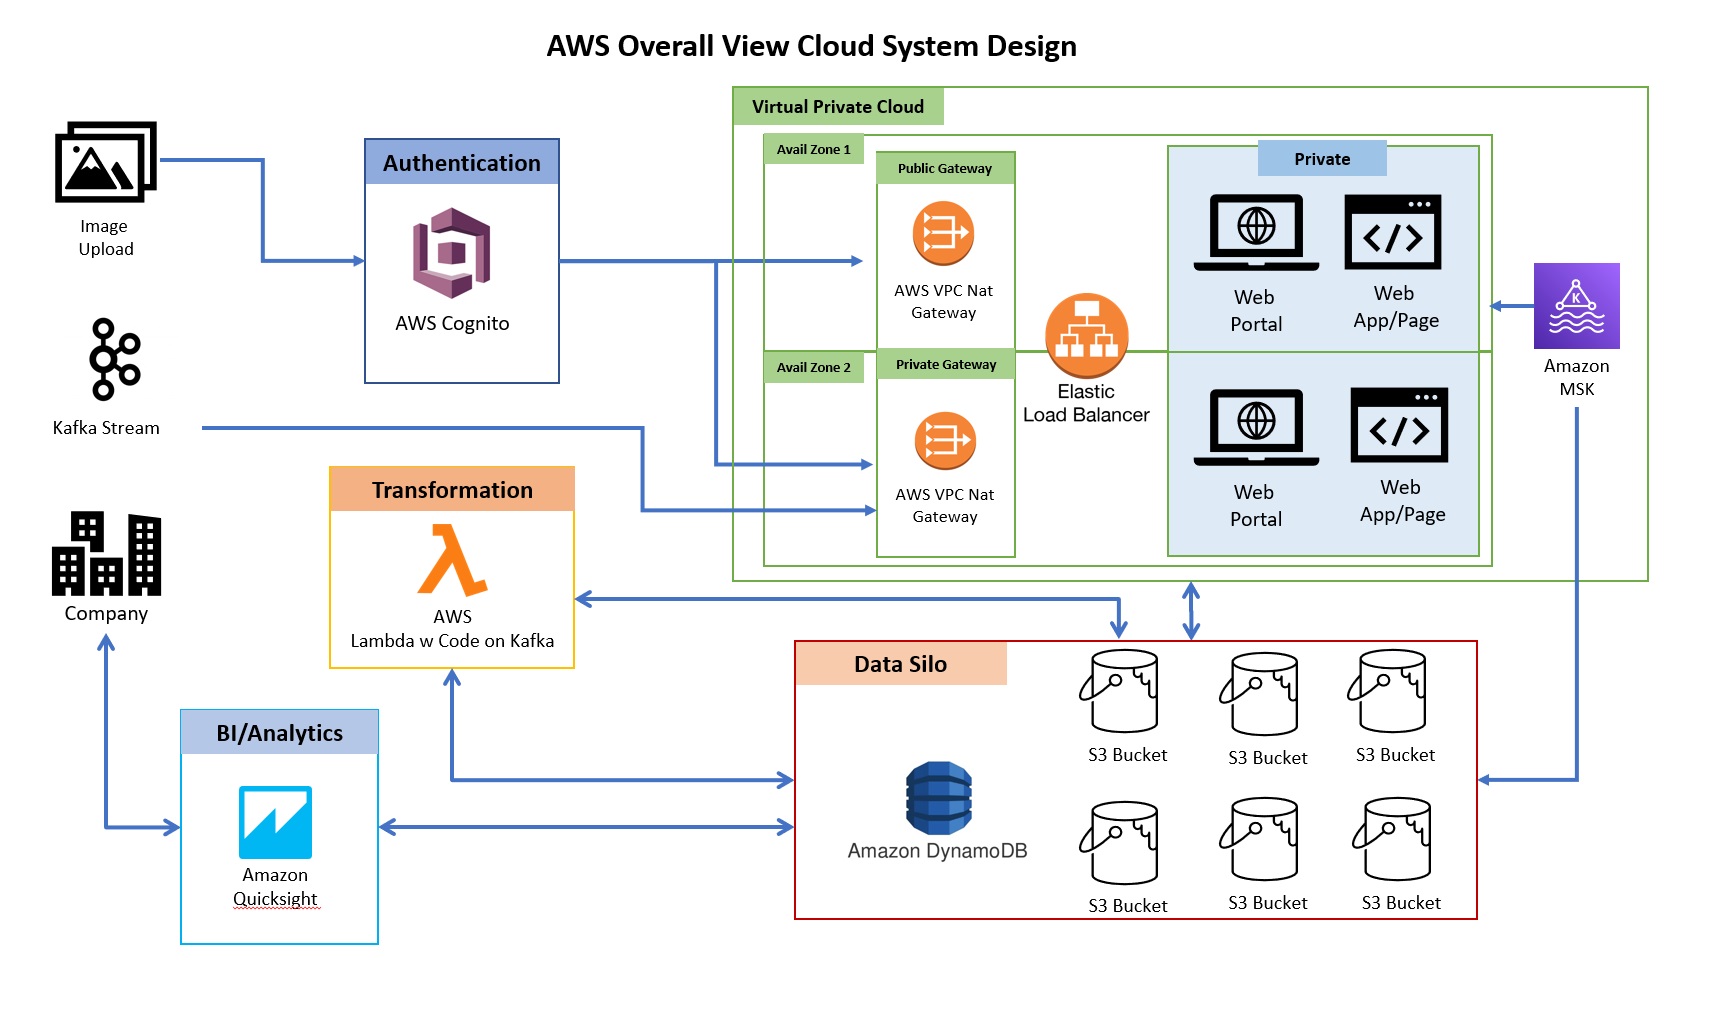 AWS Overall View Cloud System Design
Image
Upload
Kafka Stream
Company
Authentication
AWS Cognito
Transformation
AWS
Lambda w Code on Kafka
BI/Analytics
Amazon
Quicksight
Virtual Private Cloud
Avail Zone 1
Public Gateway
AWS VPC Nat
Gateway
Avail Zone 2
Private Gateway
AWS VPC Nat
Gateway
Elastic
Load Balancer
Private
Web
Portal
Web
App/Page
Web
Portal
Web
App/Page
K
Amazon
MSK
Data Silo
Amazon DynamoDB
S3 Bucket
S3 Bucket
S3 Bucket
S3 Bucket
S3 Bucket
S3 Bucket